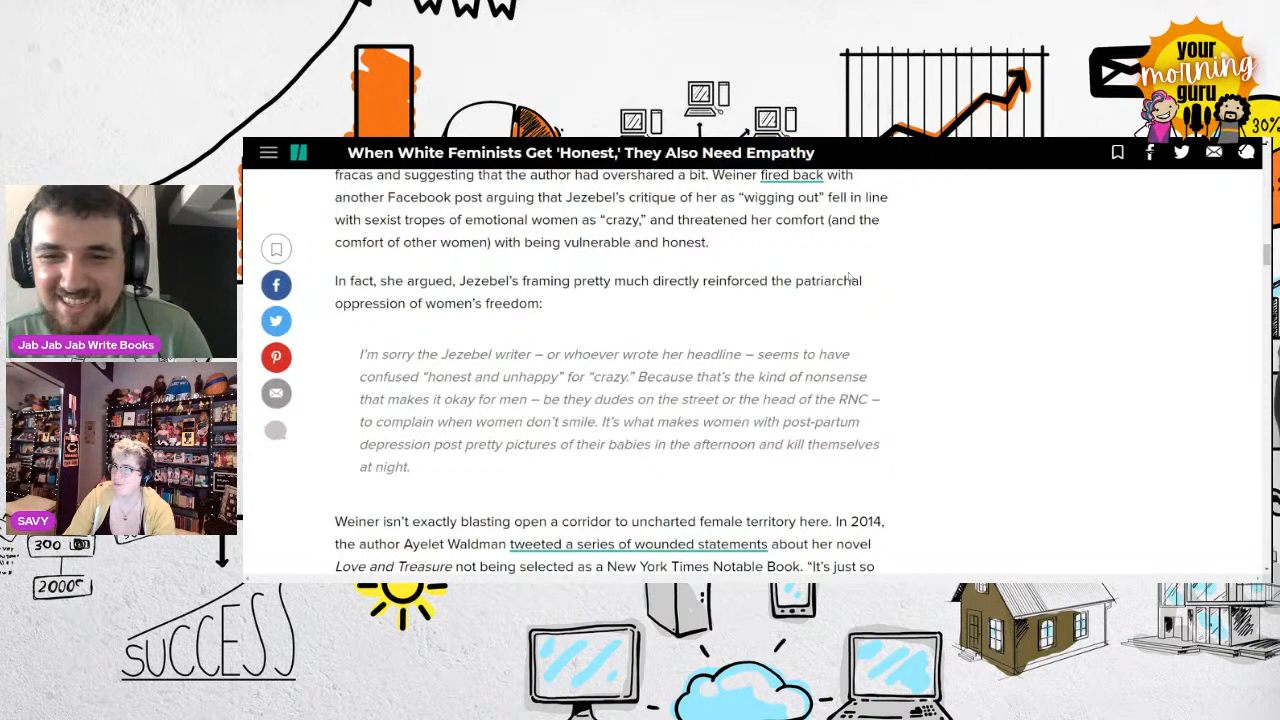 your
morning
guru
30%
When White Feminists Get 'Honest,' They Also Need Empathy
fracas and suggesting that the author had overshared a bit. Weiner fired back with
another Facebook post arguing that Jezebel's critique of her as “wigging out” fell in line
with sexist tropes of emotional women as “crazy,” and threatened her comfort (and the
comfort of other women) with being vulnerable and honest.
In fact, she argued, Jezebel's framing pretty much directly reinforced the patriarchal
oppression of women's freedom:
I'm sorry the Jezebel writer – or whoever wrote her headline – seems to have
confused “honest and unhappy” for “crazy.” Because that's the kind of nonsense
that makes it okay for men – be they dudes on the street or the head of the RNC –
to complain when women don't smile. It's what makes women with post-partum
depression post pretty pictures of their babies in the afternoon and kill themselves
at night.
Weiner isn't exactly blasting open a corridor to uncharted female territory here. In 2014,
the author Ayelet Waldman tweeted a series of wounded statements about her novel
Love and Treasure not being selected as a New York Times Notable Book. “It's just so
Jab Jab Jab Write Books
SAVY
300
2000
SUCCESS